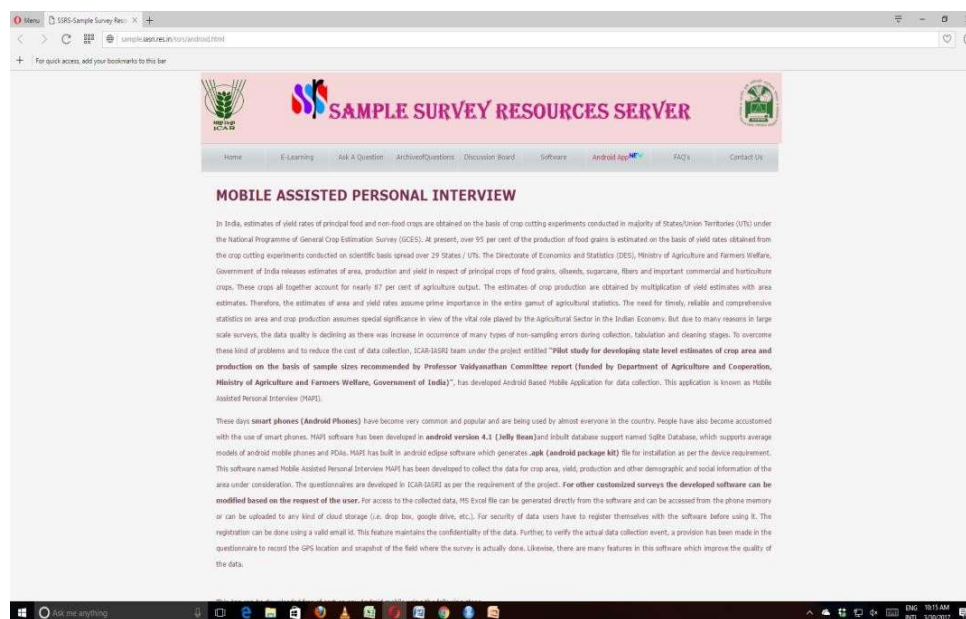 Menu
SSRS-Sample Survey Reso
sample.iasri.res.in/ssrs/android.html
For quick access, add your bookmarks to this bar
ICAR
SSRS
SAMPLE SURVEY RESOURCES SERVER
Home E-Learning Ask A Question ArchiveofQuestions Discussion Board Software Android App NEW FAQ's Contact Us
MOBILE ASSISTED PERSONAL INTERVIEW
In India, estimates of yield rates of principal food and non-food crops are obtained on the basis of crop cutting experiments conducted in majority of States/Union Territories (UTs) under
the National Programme of General Crop Estimation Survey (GCES). At present, over 95 per cent of the production of food grains is estimated on the basis of yield rates obtained from
the crop cutting experiments conducted on scientific basis spread over 29 States / UTs. The Directorate of Economics and Statistics (DES), Ministry of Agriculture and Farmers Welfare,
Government of India releases estimates of area, production and yield in respect of principal crops of food grains, oilseeds, sugarcane, fibers and important commercial and horticulture
crops. These crops all together account for nearly 87 per cent of agriculture output. The estimates of crop production are obtained by multiplication of yield estimates with area
estimates. Therefore, the estimates of area and yield rates assume prime importance in the entire gamut of agricultural statistics. The need for timely, reliable and comprehensive
statistics on area and crop production assumes special significance in view of the vital role played by the Agricultural Sector in the Indian Economy. But due to many reasons in large
scale surveys, the data quality is declining as there was increase in occurrence of many types of non-sampling errors during collection, tabulation and cleaning stages. To overcome
these kind of problems and to reduce the cost of data collection, ICAR-IASRI team under the project entitled "Pilot study for developing state level estimates of crop area and
production on the basis of sample sizes recommended by Professor Vaidyanathan Committee report (funded by Department of Agriculture and Cooperation,
Ministry of Agriculture and Farmers Welfare, Government of India)", has developed Android Based Mobile Application for data collection. This application is known as Mobile
Assisted Personal Interview (MAPI).
These days smart phones (Android Phones) have become very common and popular and are being used by almost everyone in the country. People have also become accustomed
with the use of smart phones. MAPI software has been developed in android version 4.1 (Jelly Bean)and inbuilt database support named Sqlite Database, which supports average
models of android mobile phones and PDAs. MAPI has built in android eclipse software which generates .apk (android package kit) file for installation as per the device requirement.
This software named Mobile Assisted Personal Interview MAPI has been developed to collect the data for crop area, yield, production and other demographic and social information of the
area under consideration. The questionnaires are developed in ICAR-IASRI as per the requirement of the project. For other customized surveys the developed software can be
modified based on the request of the user. For access to the collected data, MS Excel file can be generated directly from the software and can be accessed from the phone memory
or can be uploaded to any kind of cloud storage (i.e. drop box, google drive, etc.). For security of data users have to register themselves with the software before using it. The
registration can be done using a valid email id. This feature maintains the confidentiality of the data. Further, to verify the actual data collection event, a provision has been made in the
questionnaire to record the GPS location and snapshot of the field where the survey is actually done. Likewise, there are many features in this software which improve the quality of
the data.
Ask me anything
ENG 10:15 AM
INTL 3/30/2017